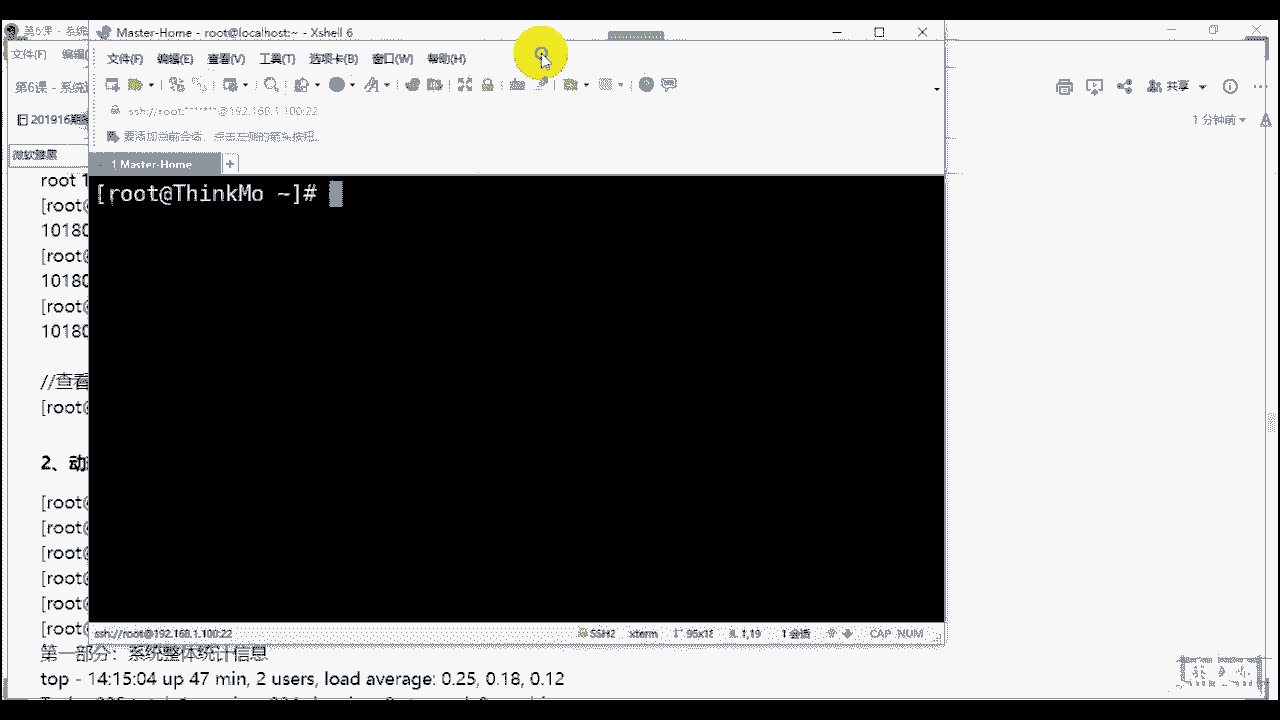 Master-Home - root@localhost:~ - Xshell 6
文件(F) 编辑(E) 查看(V) 工具(T) 选项卡(B) 窗口(W) 帮助(H)
ssh://root:******@192.168.1.100:22
要添加当前会话，点击左侧的箭头按钮。
1 Master-Home
+
[root@ThinkMo ~]#
ssh://root@192.168.1.100:22
SSH2 xterm 95x18 1,19 1 会话 CAP NUM
第6课 - 系统
文件(F) 编辑(
第6课 - 系统
共享
201916期
1 分钟前
微软雅黑
root 1
[root@
10180
[root@
10180
[root@
10180
//查看
[root@
2、动
[root@
[root@
[root@
[root@
[root@
[root@
第一部分：系统整体统计信息
top - 14:15:04 up 47 min, 2 users, load average: 0.25, 0.18, 0.12